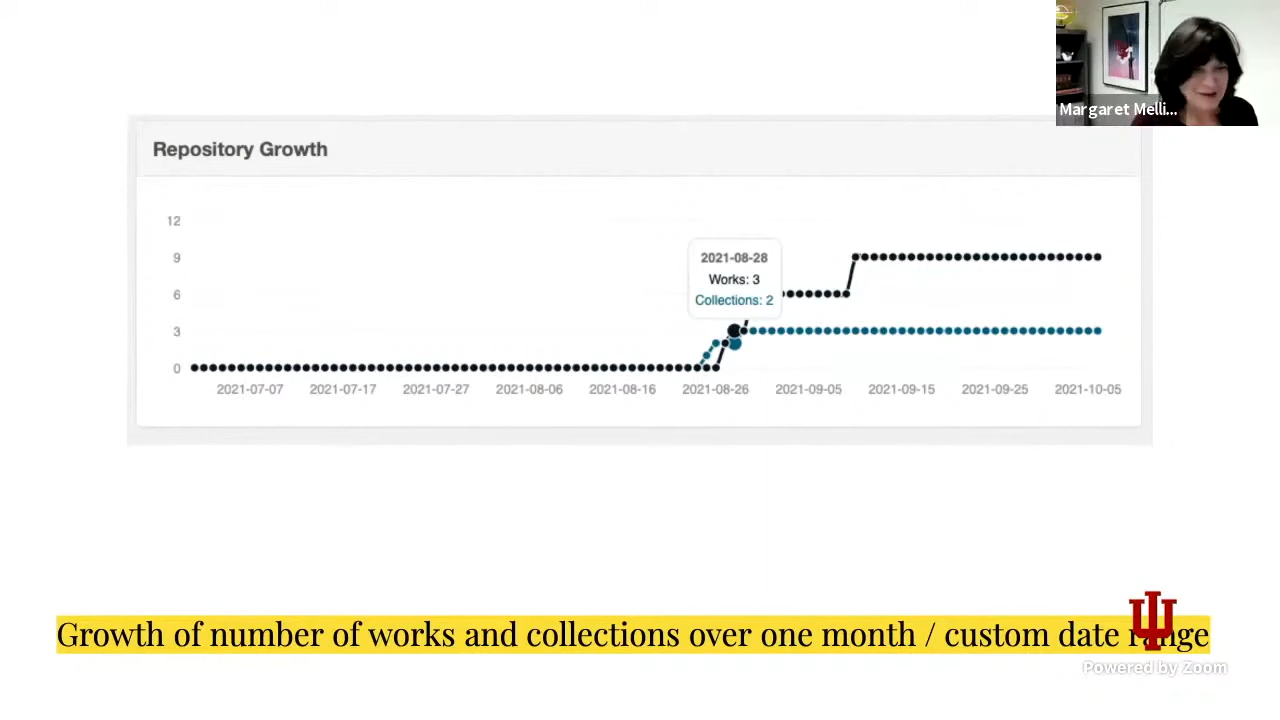 Margaret Melli...
Repository Growth
12
9
6
3
0
2021-08-28
Works: 3
Collections: 2
2021-07-07 2021-07-17 2021-07-27 2021-08-06 2021-08-16 2021-08-26 2021-09-05 2021-09-15 2021-09-25 2021-10-05
Growth of number of works and collections over one month / custom date range
Powered by Zoom